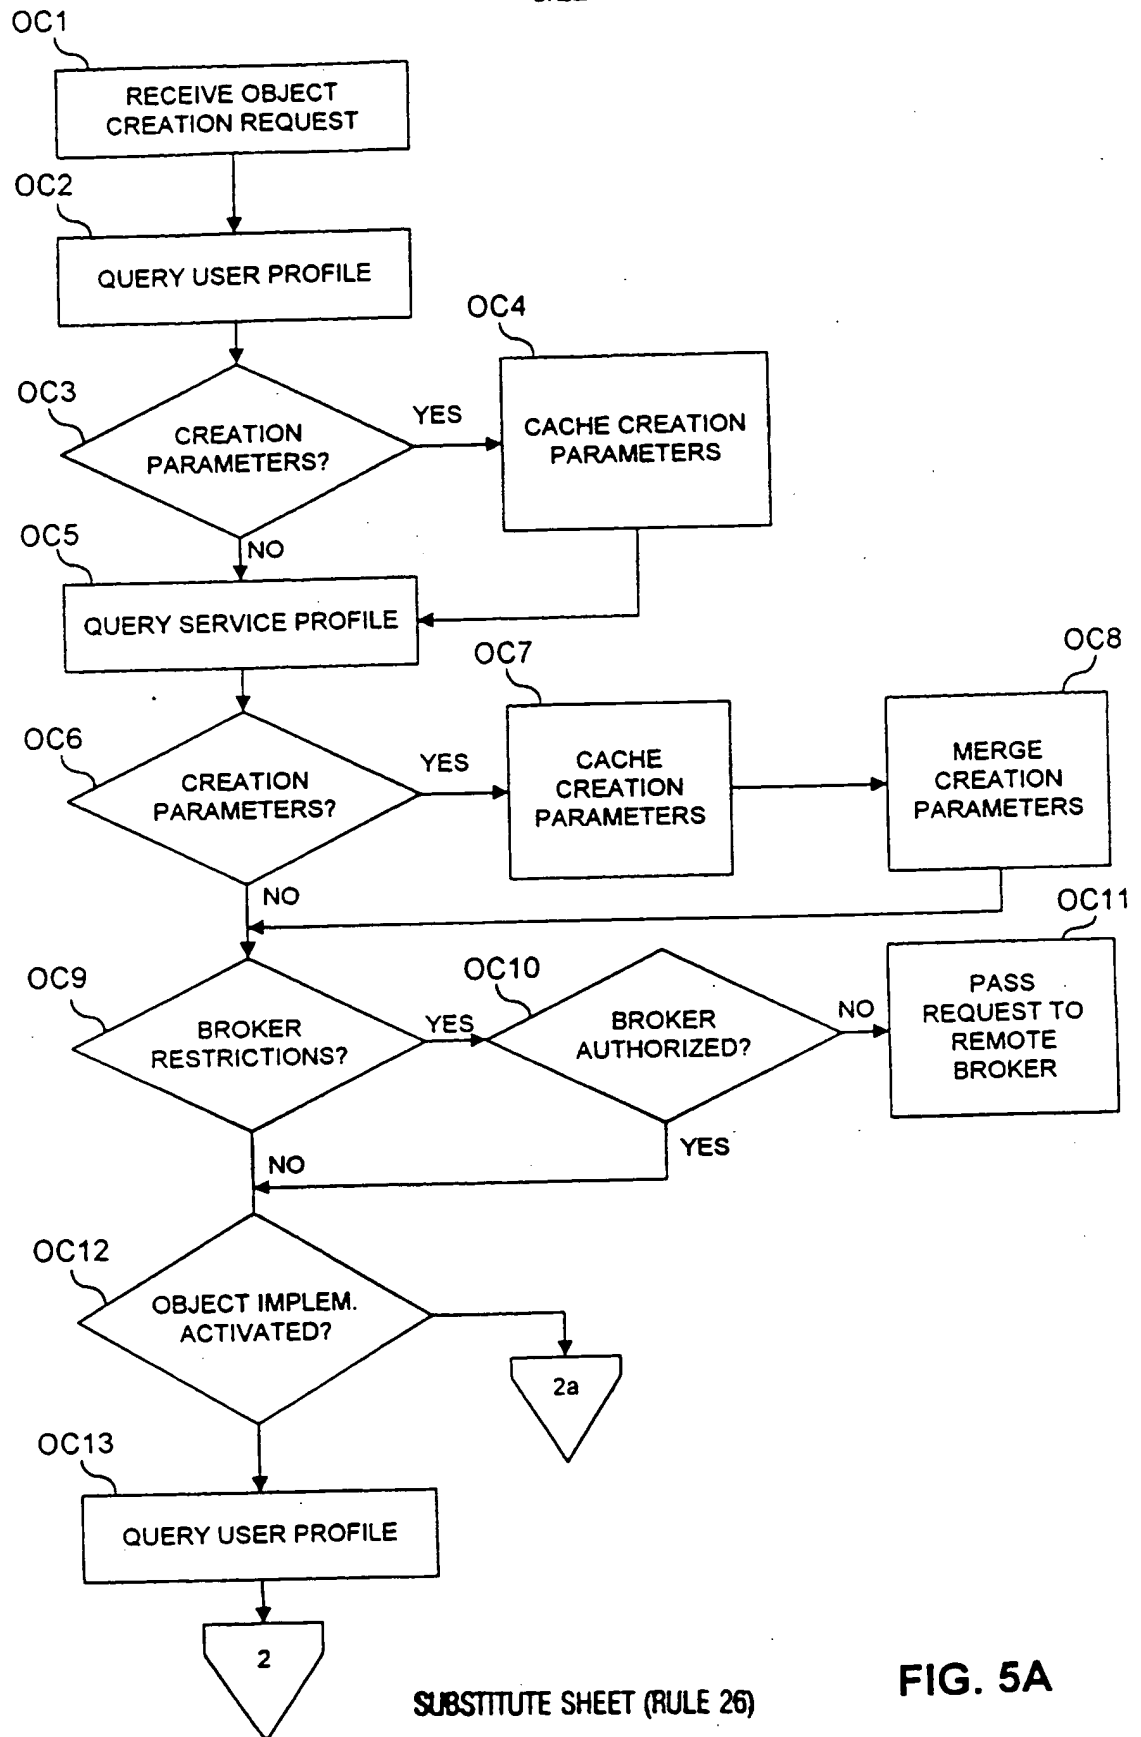 OC1
RECEIVE OBJECT
CREATION REQUEST
OC2
QUERY USER PROFILE
OC3
CREATION
PARAMETERS?
YES
OC4
CACHE CREATION
PARAMETERS
NO
OC5
QUERY SERVICE PROFILE
OC6
CREATION
PARAMETERS?
YES
OC7
CACHE
CREATION
PARAMETERS
OC8
MERGE
CREATION
PARAMETERS
NO
OC9
BROKER
RESTRICTIONS?
YES
OC10
BROKER
AUTHORIZED?
NO
OC11
PASS
REQUEST TO
REMOTE
BROKER
YES
NO
OC12
OBJECT IMPLEM.
ACTIVATED?
2a
OC13
QUERY USER PROFILE
2
SUBSTITUTE SHEET (RULE 26)
FIG. 5A